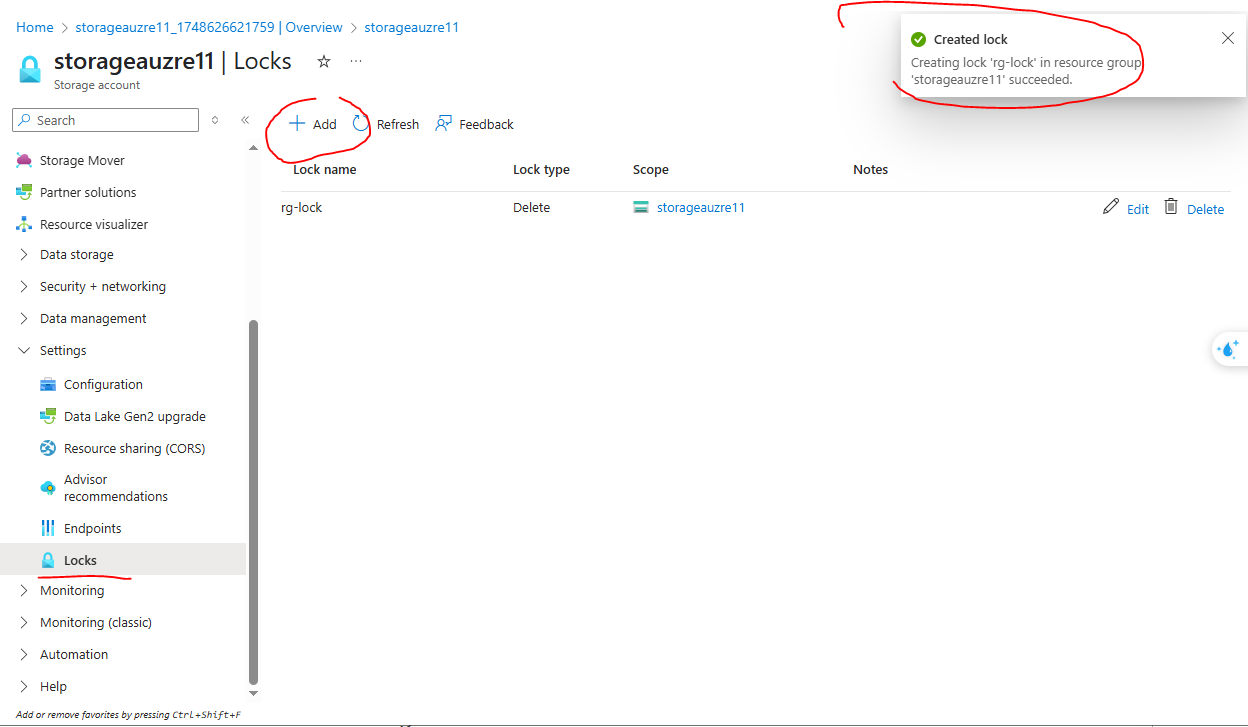 Home > storageauzre11_1748626621759 | Overview > storageauzre11
storageauzre11 | Locks ☆ ...
Storage account
Created lock
Creating lock 'rg-lock' in resource group
'storageauzre11' succeeded.
Search
Add Refresh Feedback
Storage Mover
Partner solutions
Resource visualizer
Data storage
Security + networking
Data management
Settings
Configuration
Data Lake Gen2 upgrade
Resource sharing (CORS)
Advisor
recommendations
Endpoints
Locks
Monitoring
Monitoring (classic)
Automation
Help
Add or remove favorites by pressing Ctrl+Shift+F
Lock name Lock type Scope Notes
rg-lock Delete storageauzre11 Edit Delete